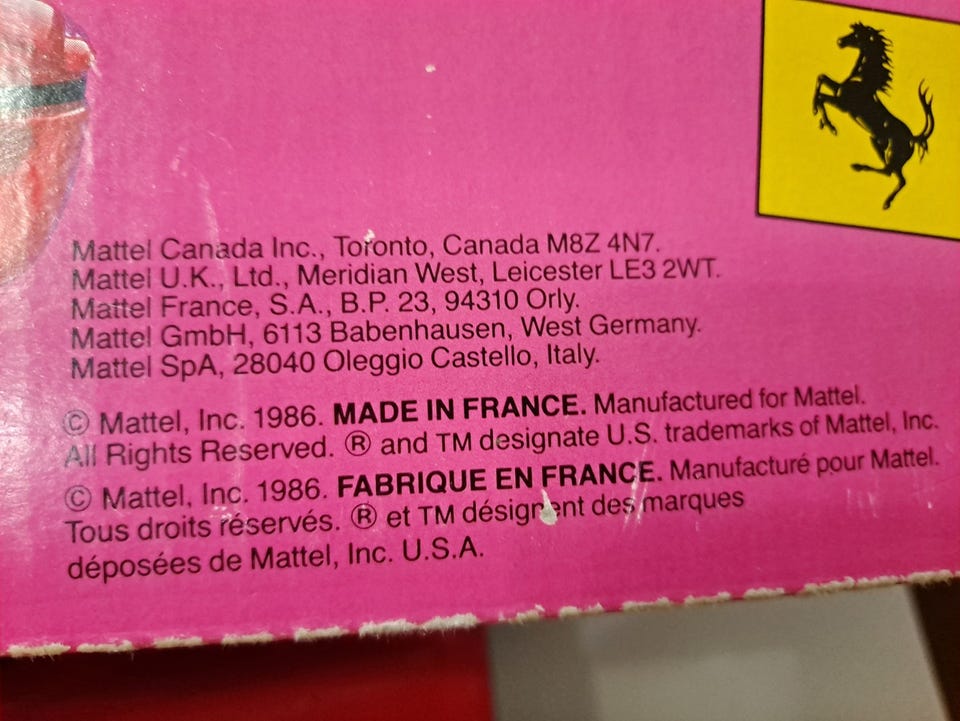 Mattel Canada Inc., Toronto, Canada M8Z 4N7.
Mattel U.K., Ltd., Meridian West, Leicester LE3 2WT.
Mattel France, S.A., B.P. 23, 94310 Orly.
Mattel GmbH, 6113 Babenhausen, West Germany.
Mattel SpA, 28040 Oleggio Castello, Italy.
© Mattel, Inc. 1986. MADE IN FRANCE. Manufactured for Mattel.
All Rights Reserved. ® and TM designate U.S. trademarks of Mattel, Inc.
© Mattel, Inc. 1986. FABRIQUE EN FRANCE. Manufacturé pour Mattel.
Tous droits réservés. ® et TM désignent des marques
déposées de Mattel, Inc. U.S.A.